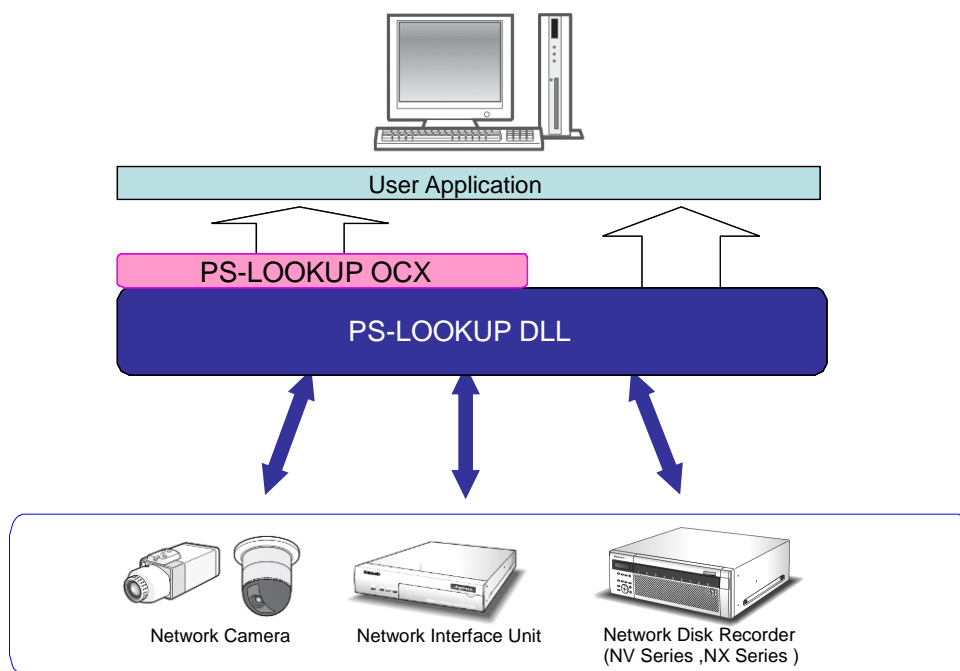 User Application
PS-LOOKUP OCX
PS-LOOKUP DLL
Network Camera
Network Interface Unit
Network Disk Recorder
(NV Series ,NX Series )